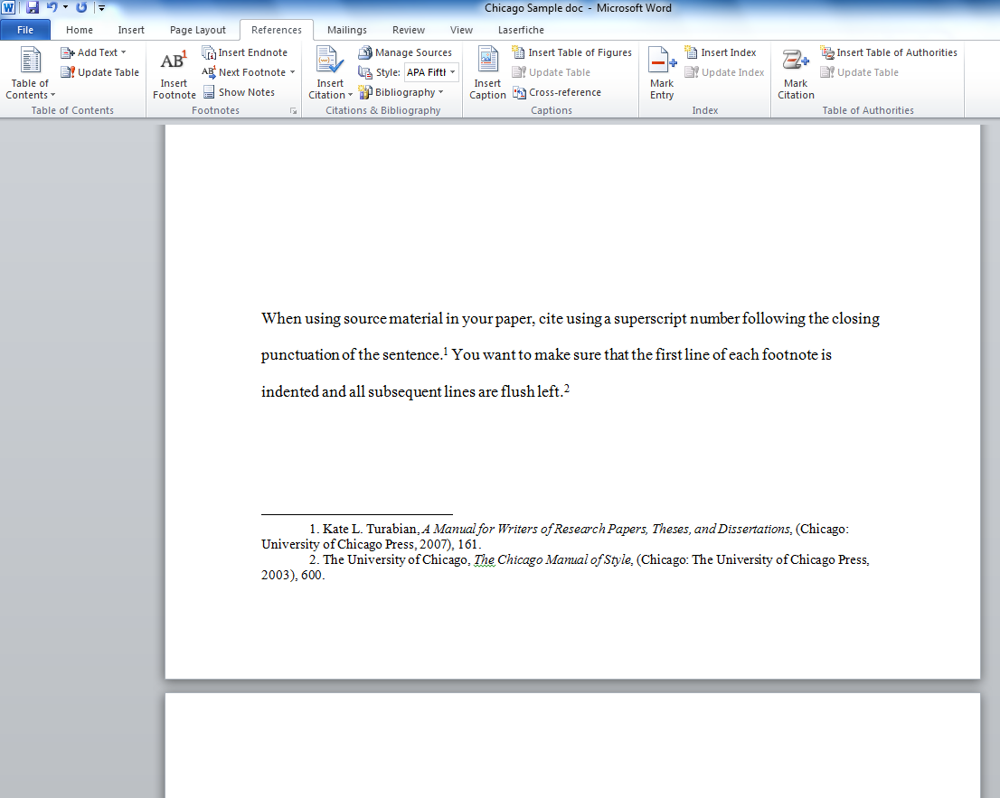 Chicago Sample doc - Microsoft Word
File Home Insert Page Layout References Mailings Review View Laserfiche
Table of Contents
Add Text
Update Table
Table of Contents
AB1
Insert Footnote
Insert Endnote
AB1 Next Footnote
Show Notes
Footnotes
Insert Citation
Manage Sources
Style: APA Fiftl
Bibliography
Citations & Bibliography
Insert Caption
Insert Table of Figures
Update Table
Cross-reference
Captions
Mark Entry
Insert Index
Update Index
Index
Mark Citation
Insert Table of Authorities
Update Table
Table of Authorities
When using source material in your paper, cite using a superscript number following the closing
punctuation of the sentence.1 You want to make sure that the first line of each footnote is
indented and all subsequent lines are flush left.2
1. Kate L. Turabian, A Manual for Writers of Research Papers, Theses, and Dissertations, (Chicago:
University of Chicago Press, 2007), 161.
2. The University of Chicago, The Chicago Manual of Style, (Chicago: The University of Chicago Press,
2003), 600.